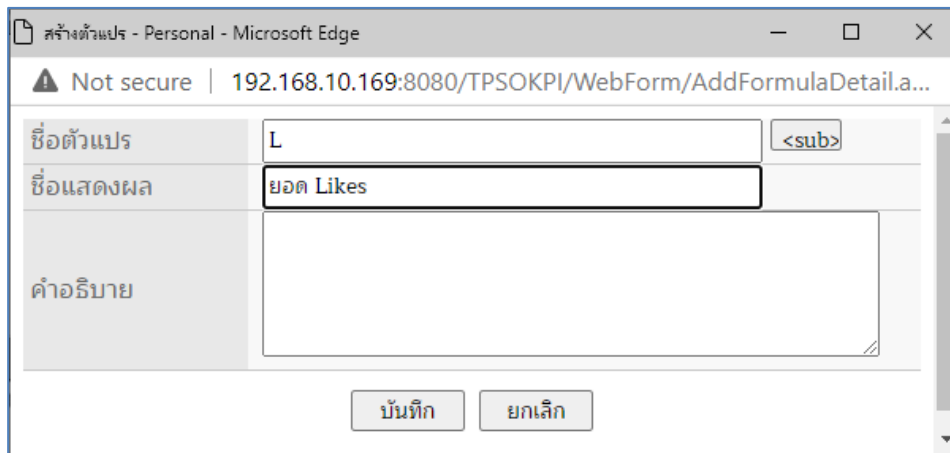 สร้างตัวแปร - Personal - Microsoft Edge
Not secure | 192.168.10.169:8080/TPSOKPI/WebForm/AddFormulaDetail.a...
ชื่อตัวแปร L <sub>
ชื่อแสดงผล ยอด Likes
คำอธิบาย
บันทึก ยกเลิก